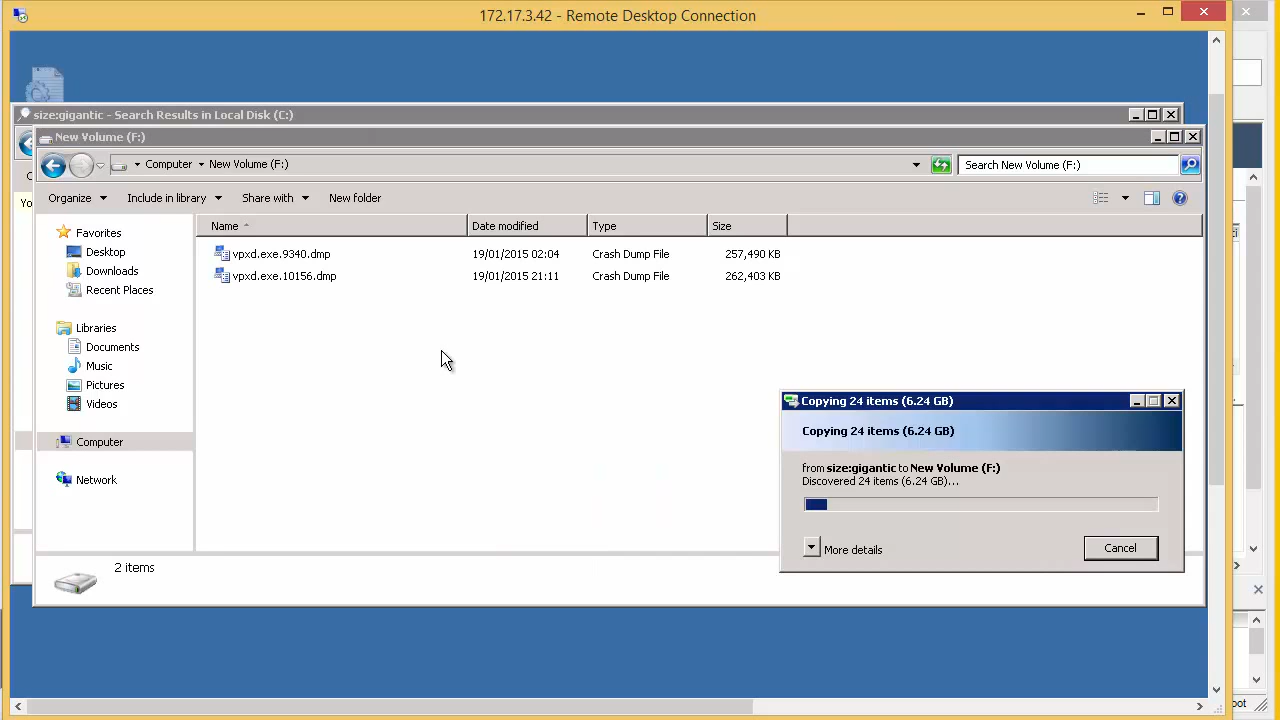 172.17.3.42 - Remote Desktop Connection
size:gigantic - Search Results in Local Disk (C:)
New Volume (F:)
Computer New Volume (F:)
Search New Volume (F:)
Organize Include in library Share with New folder
Yo
Favorites
Desktop
Downloads
Recent Places
Libraries
Documents
Music
Pictures
Videos
Computer
Network
Name Date modified Type Size
vpxd.exe.9340.dmp 19/01/2015 02:04 Crash Dump File 257,490 KB
vpxd.exe.10156.dmp 19/01/2015 21:11 Crash Dump File 262,403 KB
Copying 24 items (6.24 GB)
Copying 24 items (6.24 GB)
from size:gigantic to New Volume (F:)
Discovered 24 items (6.24 GB)...
More details
Cancel
2 items
oot